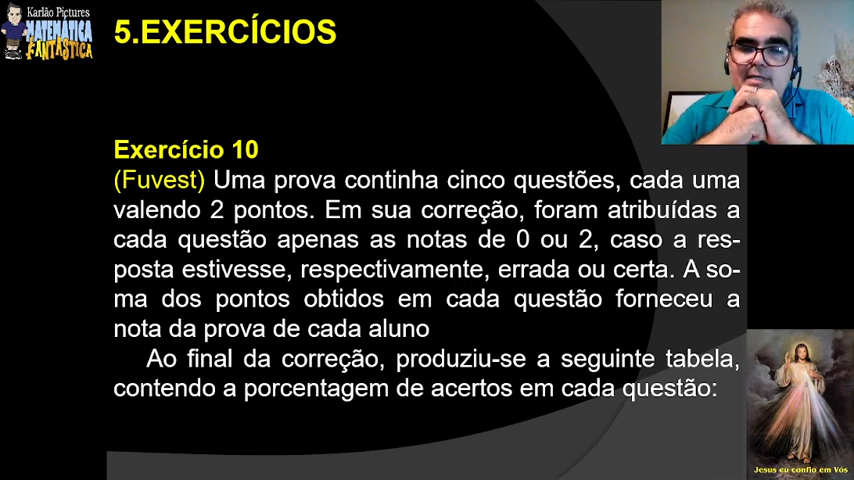 Karlão Pictures
MATEMÁTICA
FANTÁSTICA
5.EXERCÍCIOS
Exercício 10
(Fuvest) Uma prova continha cinco questões, cada uma
valendo 2 pontos. Em sua correção, foram atribuídas a
cada questão apenas as notas de 0 ou 2, caso a res-
posta estivesse, respectivamente, errada ou certa. A so-
ma dos pontos obtidos em cada questão forneceu a
nota da prova de cada aluno
Ao final da correção, produziu-se a seguinte tabela,
contendo a porcentagem de acertos em cada questão:
Jesus eu confio em Vós